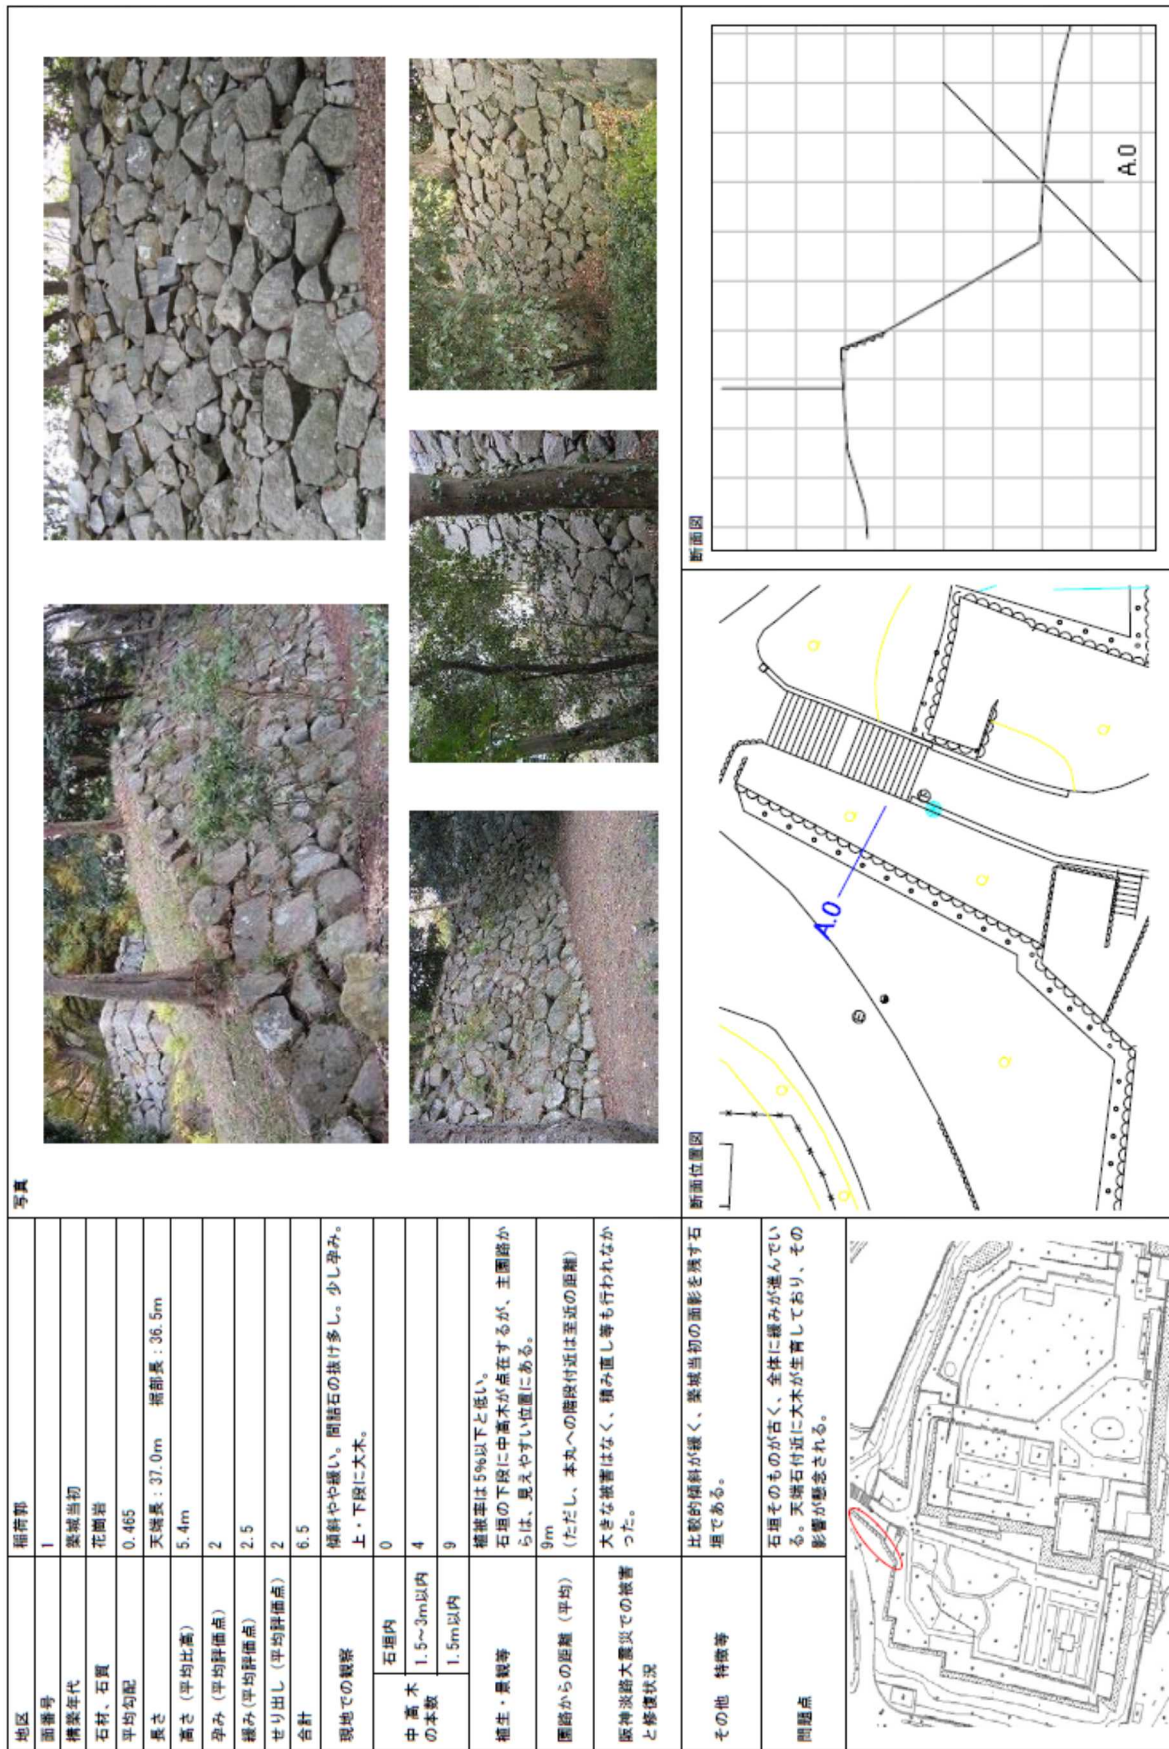 地区 稲荷郭
面番号 1
構築年代 築城当初
石材、石質 花崗岩
平均勾配 0.465
長さ 天端長：37.0m 裾部長：36.5m
高さ（平均比高） 5.4m
孕み（平均評価点） 2
緩み（平均評価点） 2.5
せり出し（平均評価点） 2
合計 6.5
現地での観察 傾斜やや緩い。間詰石の抜け多し。少し孕み。
上・下段に大木。
中高木の本数 石垣内 0
1.5～3m以内 4
1.5m以内 9
植生・景観等 植被率は5%以下と低い。
石垣の下段に中高木が点在するが、主園路か
らは、見えやすい位置にある。
園路からの距離（平均） 9m
（ただし、本丸への階段付近は至近の距離）
阪神淡路大震災での被害
と修復状況
大きな被害はなく、積み直し等も行われなか
った。
その他 特徴等 比較的傾斜が緩く、築城当初の面影を残す石
垣である。
問題点 石垣そのものが古く、全体に緩みが進んでい
る。天端石付近に大木が生育しており、その
影響が懸念される。
写真
断面位置図
A.0
断面図
A.0